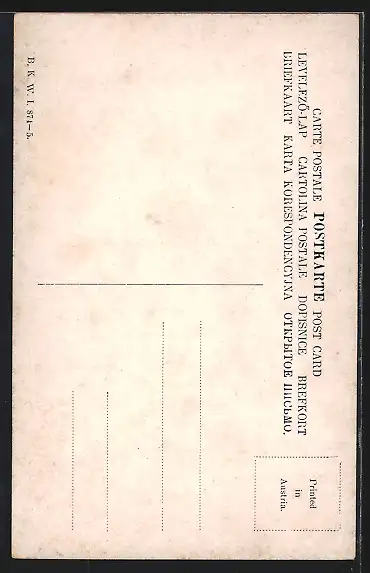 CARTE POSTALE POSTKARTE POST CARD
LEVELEZŐ-LAP CARTOLINA POSTALE DOPISNICE BREFKORT
BRIEFKAART KARTA KORESPONDENCYJNA ОТКРЫТОЕ ПИСЬМО.
Printed
in
Austria.
B. K. W. I. 874—5.